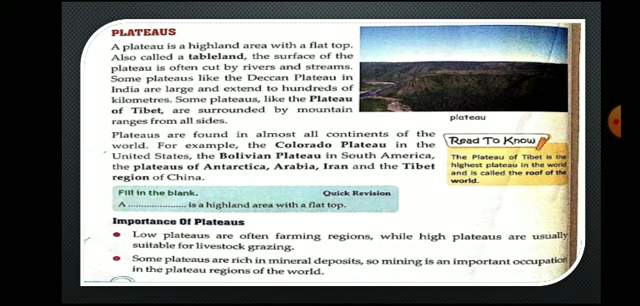 PLATEAUS
A plateau is a highland area with a flat top.
Also called a tableland, the surface of the
plateau is often cut by rivers and streams.
Some plateaus like the Deccan Plateau in
India are large and extend to hundreds of
kilometres. Some plateaus, like the Plateau
of Tibet, are surrounded by mountain
ranges from all sides.
plateau
Plateaus are found in almost all continents of the
world. For example, the Colorado Plateau in the
United States, the Bolivian Plateau in South America,
the plateaus of Antarctica, Arabia, Iran and the Tibet
region of China.
Read To Know
The Plateau of Tibet is the
highest plateau in the world
and is called the roof of the
world.
Fill in the blank. Quick Revision
A ..................... is a highland area with a flat top.
Importance Of Plateaus
• Low plateaus are often farming regions, while high plateaus are usually
suitable for livestock grazing.
• Some plateaus are rich in mineral deposits, so mining is an important occupation
in the plateau regions of the world.